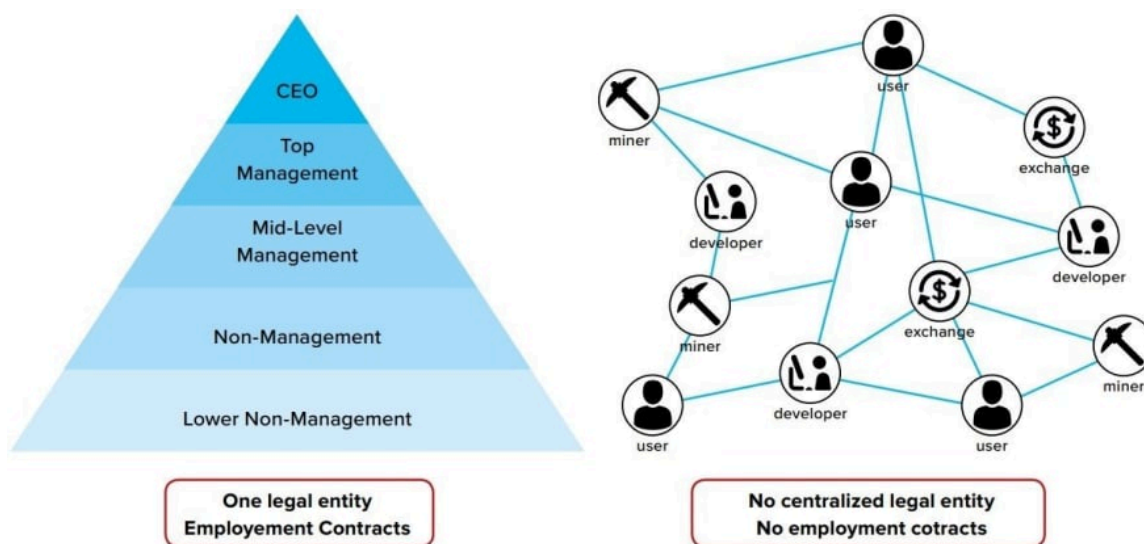 CEO
Top
Management
Mid-Level
Management
Non-Management
Lower Non-Management
One legal entity
Employement Contracts
user
miner
exchange
user
developer
developer
miner
exchange
miner
developer
user
user
No centralized legal entity
No employment cotracts